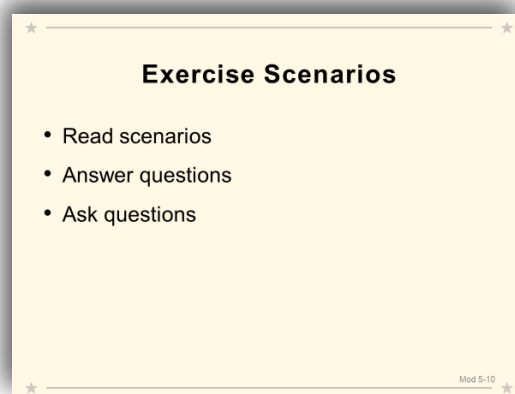 Exercise Scenarios
• Read scenarios
• Answer questions
• Ask questions
Mod 5-10